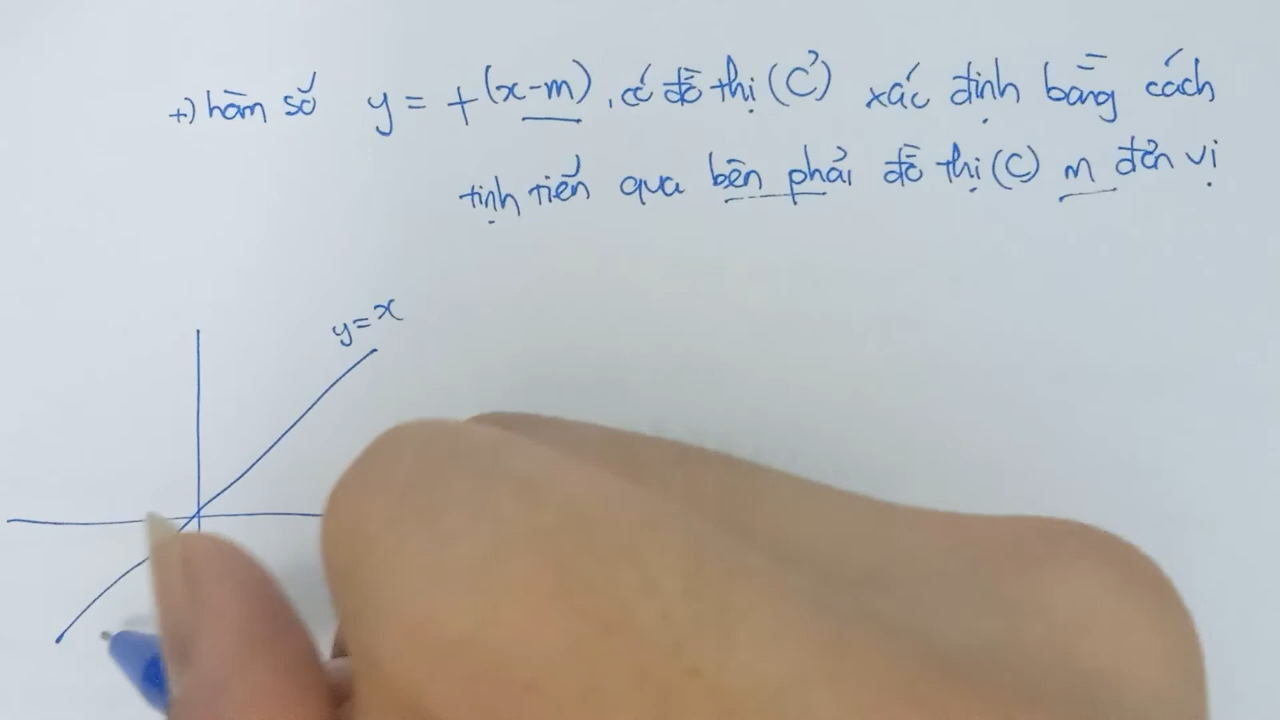 +) hàm số y = f(x-m), có đồ thị (C') xác định bằng cách
tịnh tiến qua bên phải đồ thị (C) m đơn vị
y=x